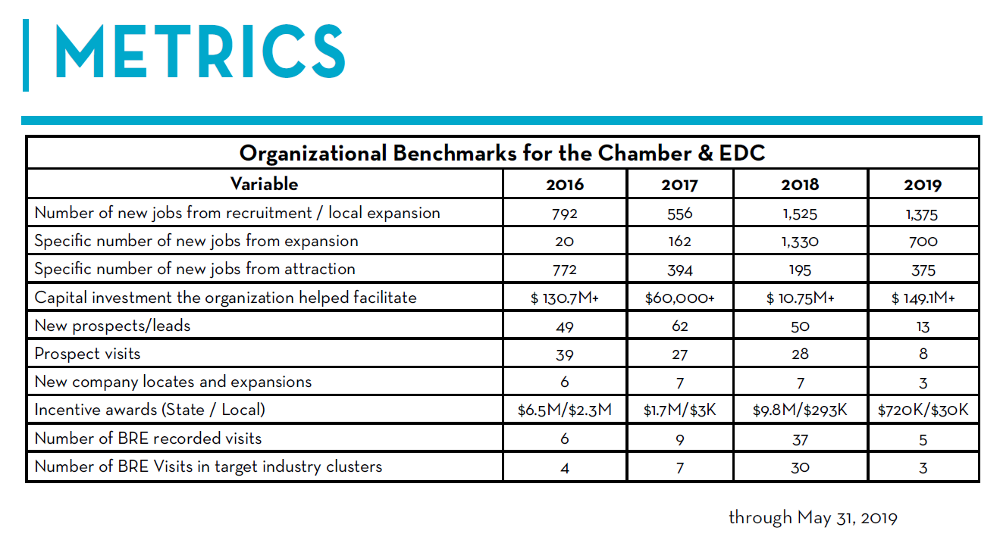 METRICS
Organizational Benchmarks for the Chamber & EDC
Variable 2016 2017 2018 2019
Number of new jobs from recruitment / local expansion 792 556 1,525 1,375
Specific number of new jobs from expansion 20 162 1,330 700
Specific number of new jobs from attraction 772 394 195 375
Capital investment the organization helped facilitate $ 130.7M+ $60,000+ $ 10.75M+ $ 149.1M+
New prospects/leads 49 62 50 13
Prospect visits 39 27 28 8
New company locates and expansions 6 7 7 3
Incentive awards (State / Local) $6.5M/$2.3M $1.7M/$3K $9.8M/$293K $720K/$30K
Number of BRE recorded visits 6 9 37 5
Number of BRE Visits in target industry clusters 4 7 30 3
through May 31, 2019